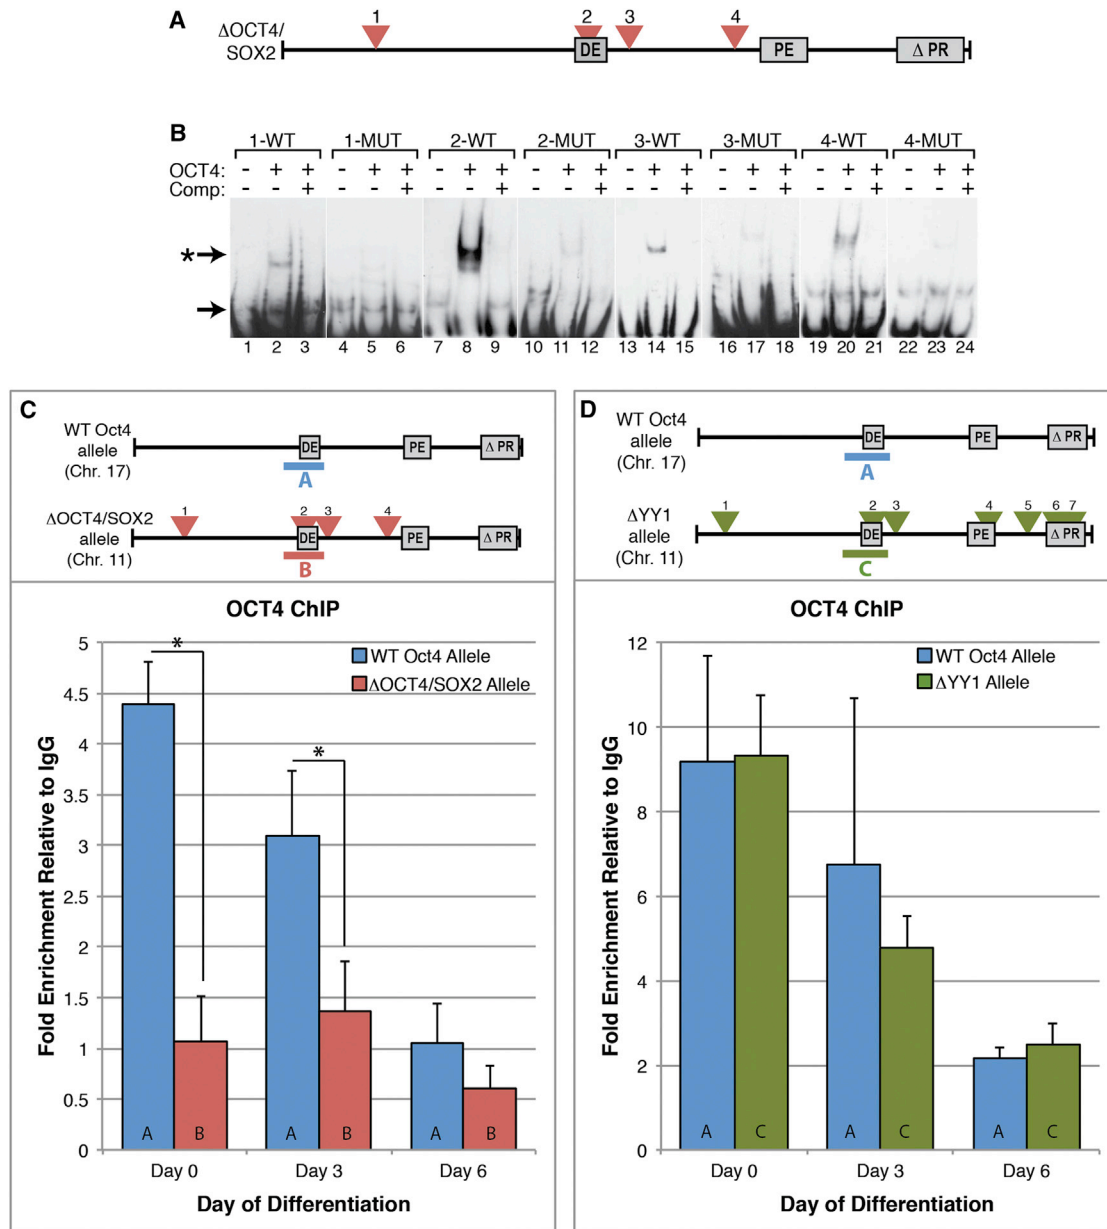 A
ΔOCT4/
SOX2
1 2 3 4
DE PE Δ PR
B
1-WT 1-MUT 2-WT 2-MUT 3-WT 3-MUT 4-WT 4-MUT
OCT4: - + + - + + - + + - + + - + + - + + - + + - + +
Comp: - - + - - + - - + - - + - - + - - + - - + - - +
*
1 2 3 4 5 6 7 8 9 10 11 12 13 14 15 16 17 18 19 20 21 22 23 24
C
WT Oct4
allele
(Chr. 17)
DE PE Δ PR
A
ΔOCT4/SOX2
allele
(Chr. 11)
1 2 3 4
DE PE Δ PR
B
OCT4 ChIP
Fold Enrichment Relative to IgG
5
4.5
4
3.5
3
2.5
2
1.5
1
0.5
0
WT Oct4 Allele
ΔOCT4/SOX2 Allele
*
*
A B A B A B
Day 0 Day 3 Day 6
Day of Differentiation
D
WT Oct4
allele
(Chr. 17)
DE PE Δ PR
A
ΔYY1
allele
(Chr. 11)
1 2 3 4 5 6 7
DE PE Δ PR
C
OCT4 ChIP
Fold Enrichment Relative to IgG
12
10
8
6
4
2
0
WT Oct4 Allele
ΔYY1 Allele
A C A C A C
Day 0 Day 3 Day 6
Day of Differentiation